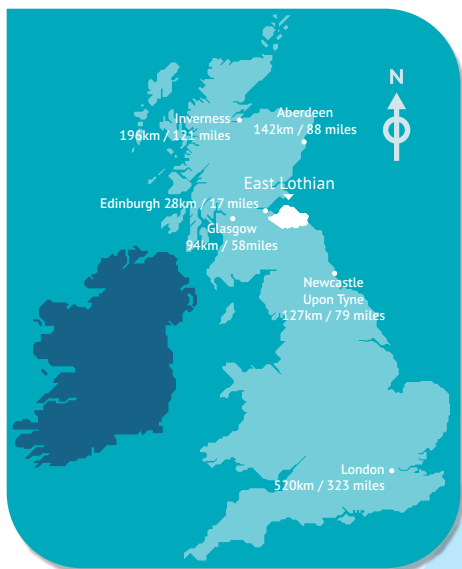 N
Inverness
196km / 121 miles
Aberdeen
142km / 88 miles
East Lothian
Edinburgh 28km / 17 miles
Glasgow
94km / 58miles
Newcastle
Upon Tyne
127km / 79 miles
London
520km / 323 miles